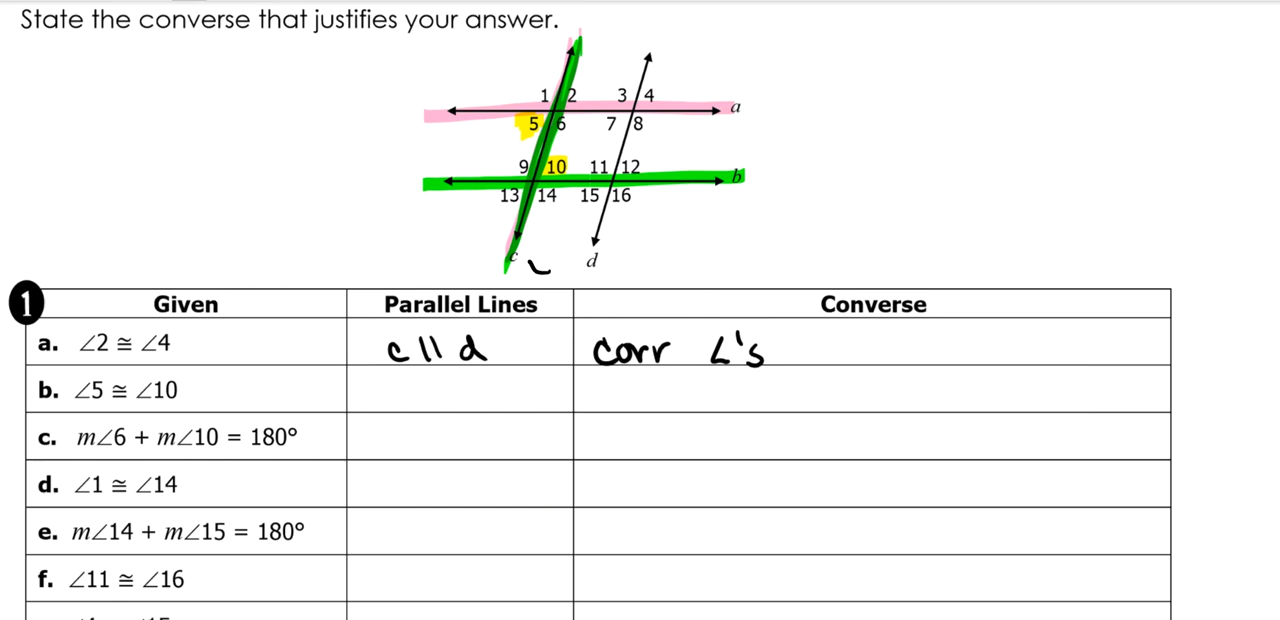 State the converse that justifies your answer.
1 2 3 4
a
5 6 7 8
9 10 11 12
b
13 14 15 16
c d
1
Given Parallel Lines Converse
a. ∠2 ≅ ∠4 c || d corr ∠'s
b. ∠5 ≅ ∠10
c. m∠6 + m∠10 = 180°
d. ∠1 ≅ ∠14
e. m∠14 + m∠15 = 180°
f. ∠11 ≅ ∠16